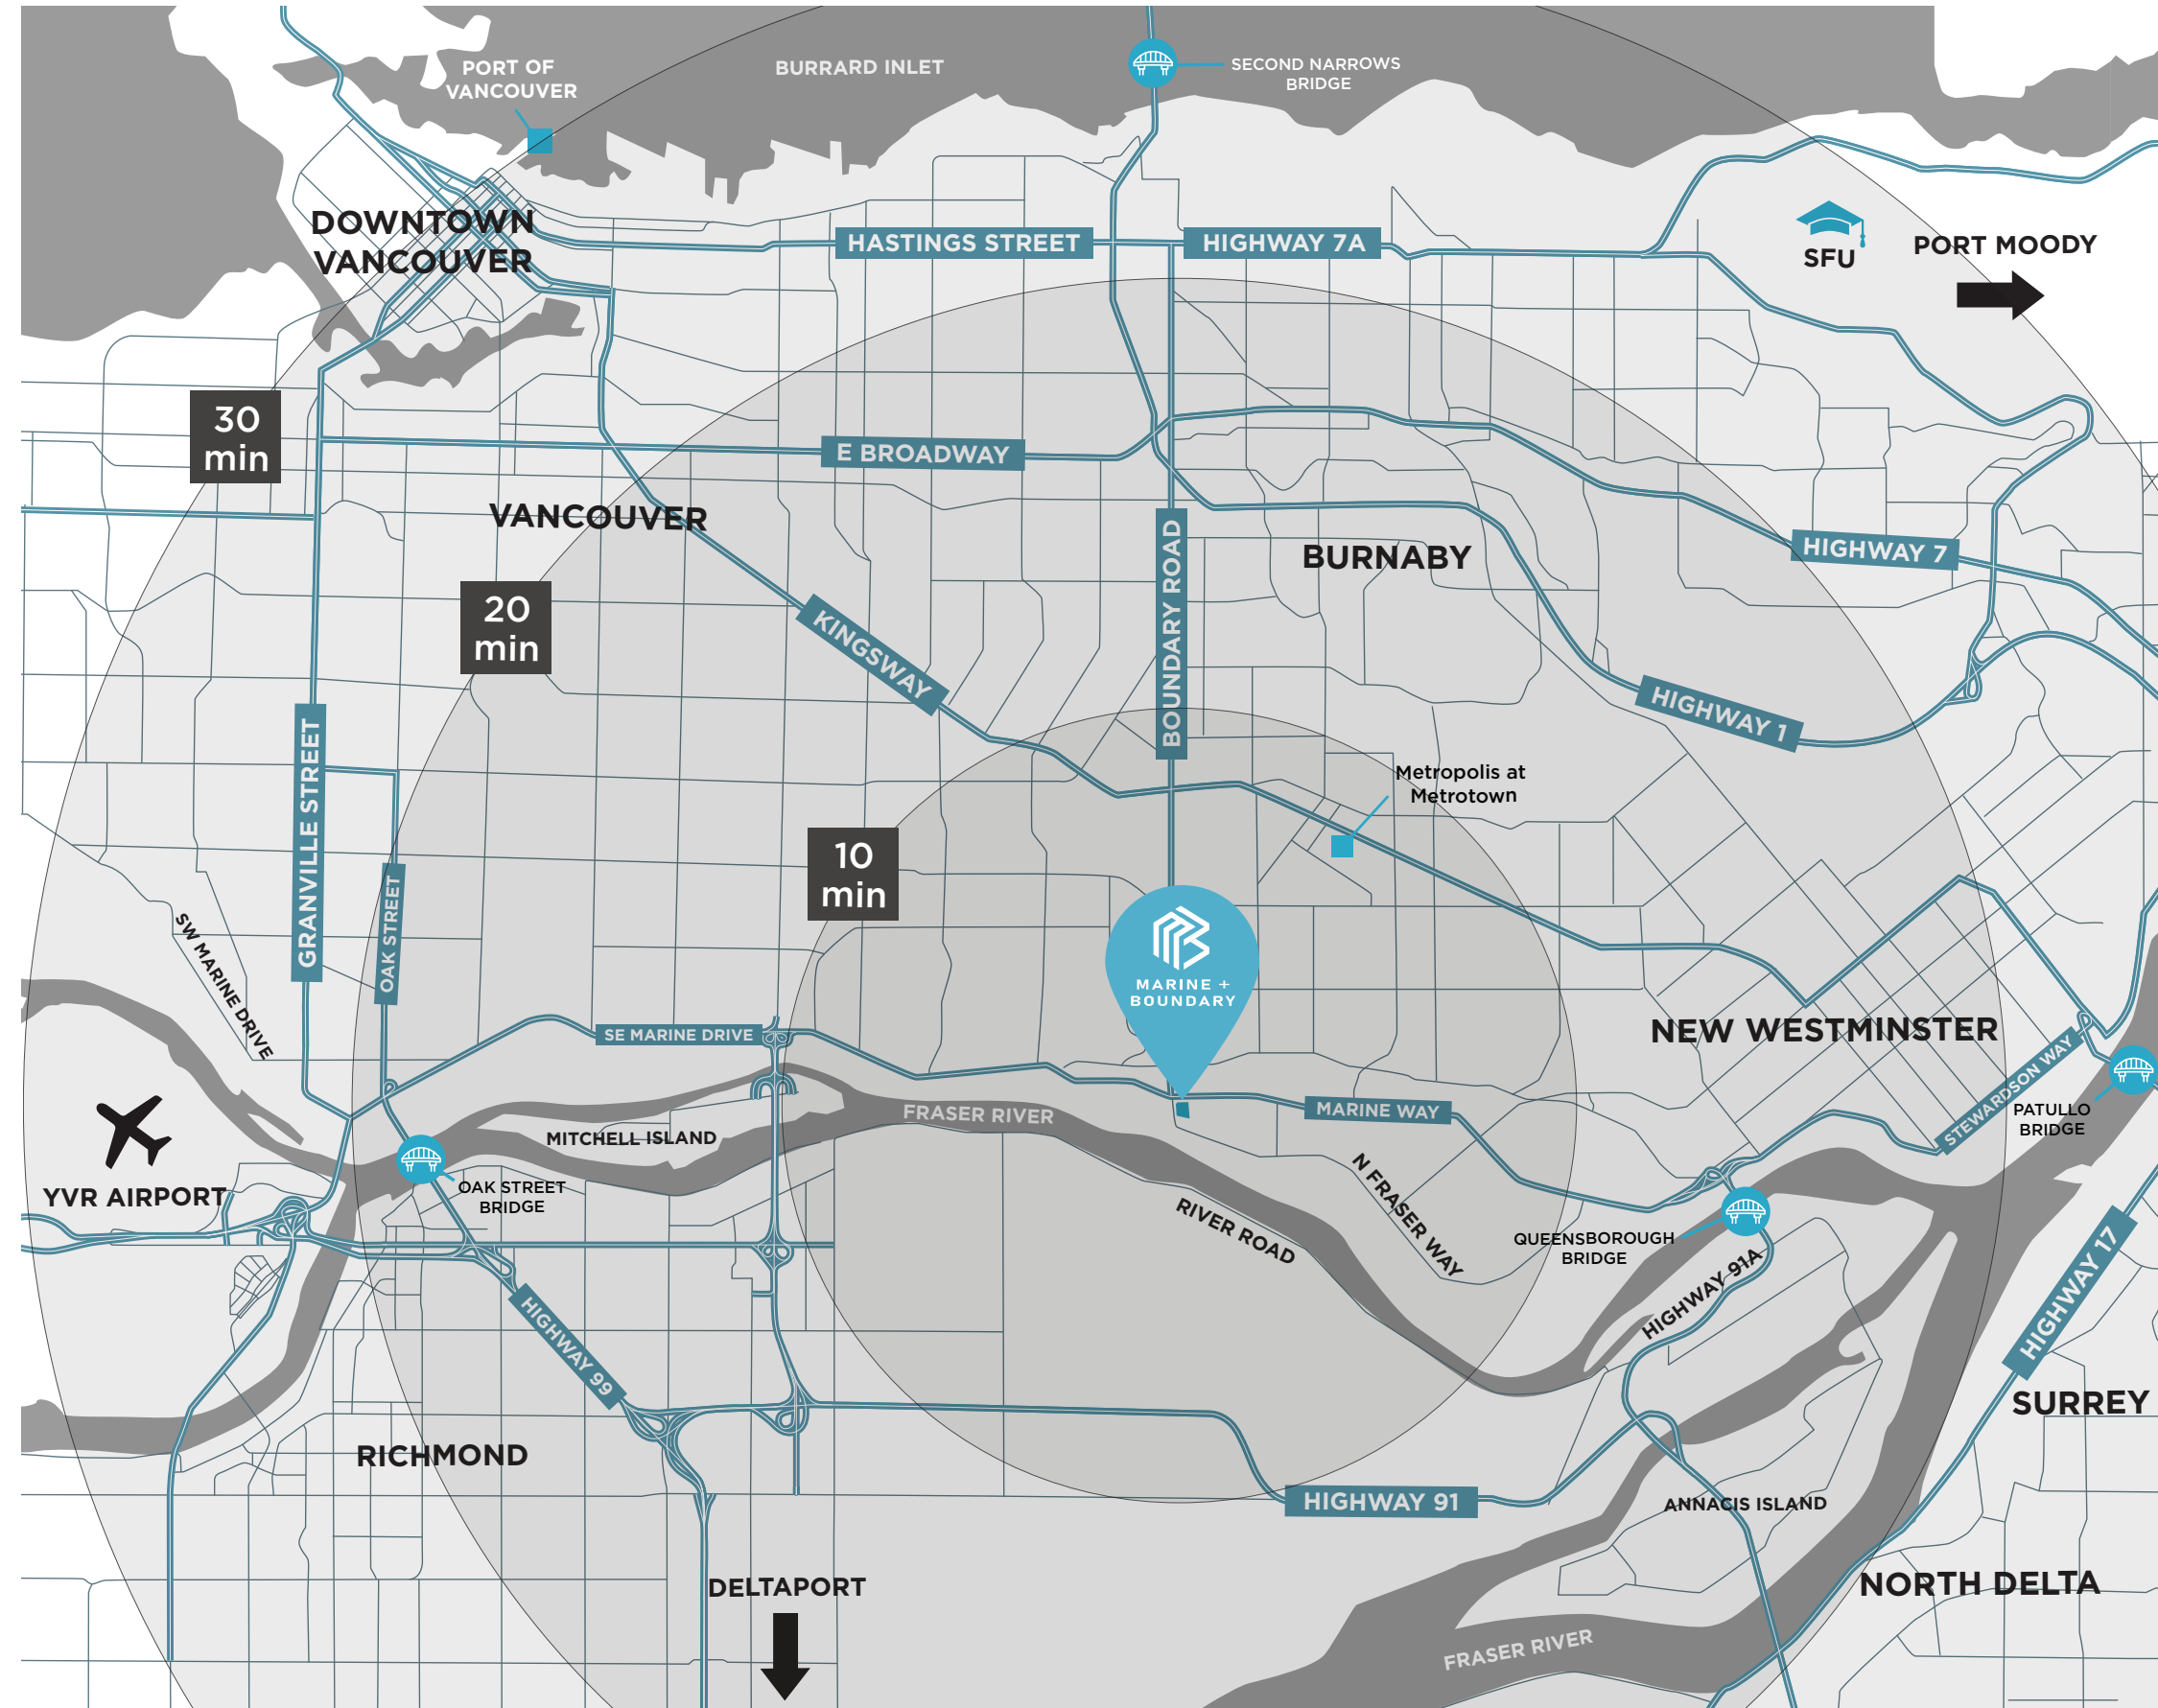 PORT OF
VANCOUVER
BURRARD INLET
SECOND NARROWS
BRIDGE
DOWNTOWN
VANCOUVER
HASTINGS STREET
HIGHWAY 7A
SFU
PORT MOODY
30
min
E BROADWAY
VANCOUVER
BURNABY
BOUNDARY ROAD
HIGHWAY 7
20
min
KINGSWAY
HIGHWAY 1
GRANVILLE STREET
Metropolis at
Metrotown
10
min
OAK STREET
SW MARINE DRIVE
MARINE +
BOUNDARY
SE MARINE DRIVE
NEW WESTMINSTER
STEWARDSON WAY
PATULLO
BRIDGE
FRASER RIVER
MARINE WAY
MITCHELL ISLAND
YVR AIRPORT
OAK STREET
BRIDGE
N FRASER WAY
RIVER ROAD
QUEENSBOROUGH
BRIDGE
HIGHWAY 91A
HIGHWAY 17
HIGHWAY 99
SURREY
RICHMOND
HIGHWAY 91
ANNACIS ISLAND
DELTAPORT
NORTH DELTA
FRASER RIVER